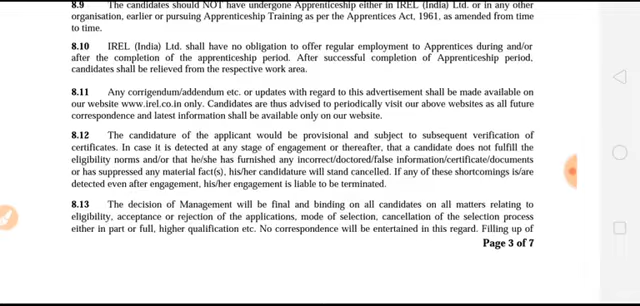 8.9 The candidates should NOT have undergone Apprenticeship either in IREL (India) Ltd. or in any other
organisation, earlier or pursuing Apprenticeship Training as per the Apprentices Act, 1961, as amended from time
to time.
8.10 IREL (India) Ltd. shall have no obligation to offer regular employment to Apprentices during and/or
after the completion of the apprenticeship period. After successful completion of Apprenticeship period,
candidates shall be relieved from the respective work area.
8.11 Any corrigendum/addendum etc. or updates with regard to this advertisement shall be made available on
our website www.irel.co.in only. Candidates are thus advised to periodically visit our above websites as all future
correspondence and latest information shall be available only on our website.
8.12 The candidature of the applicant would be provisional and subject to subsequent verification of
certificates. In case it is detected at any stage of engagement or thereafter, that a candidate does not fulfill the
eligibility norms and/or that he/she has furnished any incorrect/doctored/false information/certificate/documents
or has suppressed any material fact(s), his/her candidature will stand cancelled. If any of these shortcomings is/are
detected even after engagement, his/her engagement is liable to be terminated.
8.13 The decision of Management will be final and binding on all candidates on all matters relating to
eligibility, acceptance or rejection of the applications, mode of selection, cancellation of the selection process
either in part or full, higher qualification etc. No correspondence will be entertained in this regard. Filling up of
Page 3 of 7